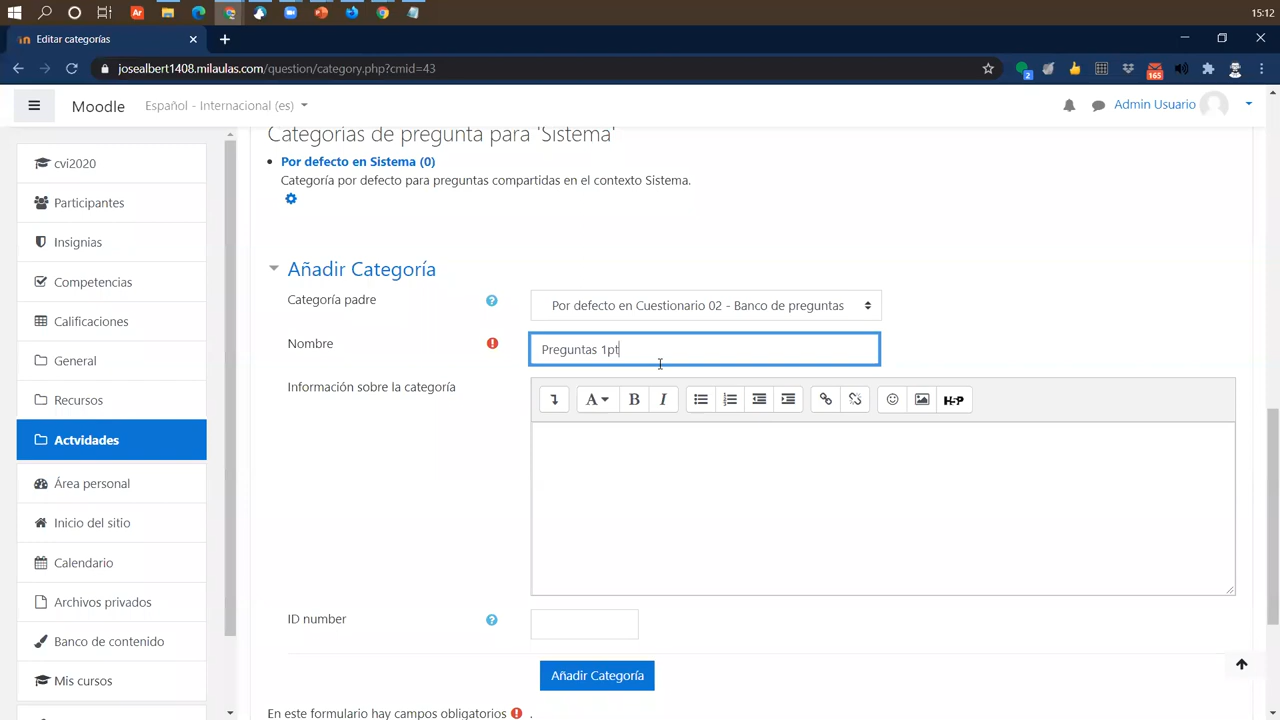 15:12
Editar categorías
josealbert1408.milaulas.com/question/category.php?cmid=43
2
165
Moodle
Español - Internacional (es)
Admin Usuario
cvi2020
Participantes
Insignias
Competencias
Calificaciones
General
Recursos
Actvidades
Área personal
Inicio del sitio
Calendario
Archivos privados
Banco de contenido
Mis cursos
Categorías de pregunta para 'Sistema'
Por defecto en Sistema (0)
Categoría por defecto para preguntas compartidas en el contexto Sistema.
Añadir Categoría
Categoría padre
Por defecto en Cuestionario 02 - Banco de preguntas
Nombre
Preguntas 1pt
Información sobre la categoría
A B I H-P
ID number
Añadir Categoría
En este formulario hay campos obligatorios .